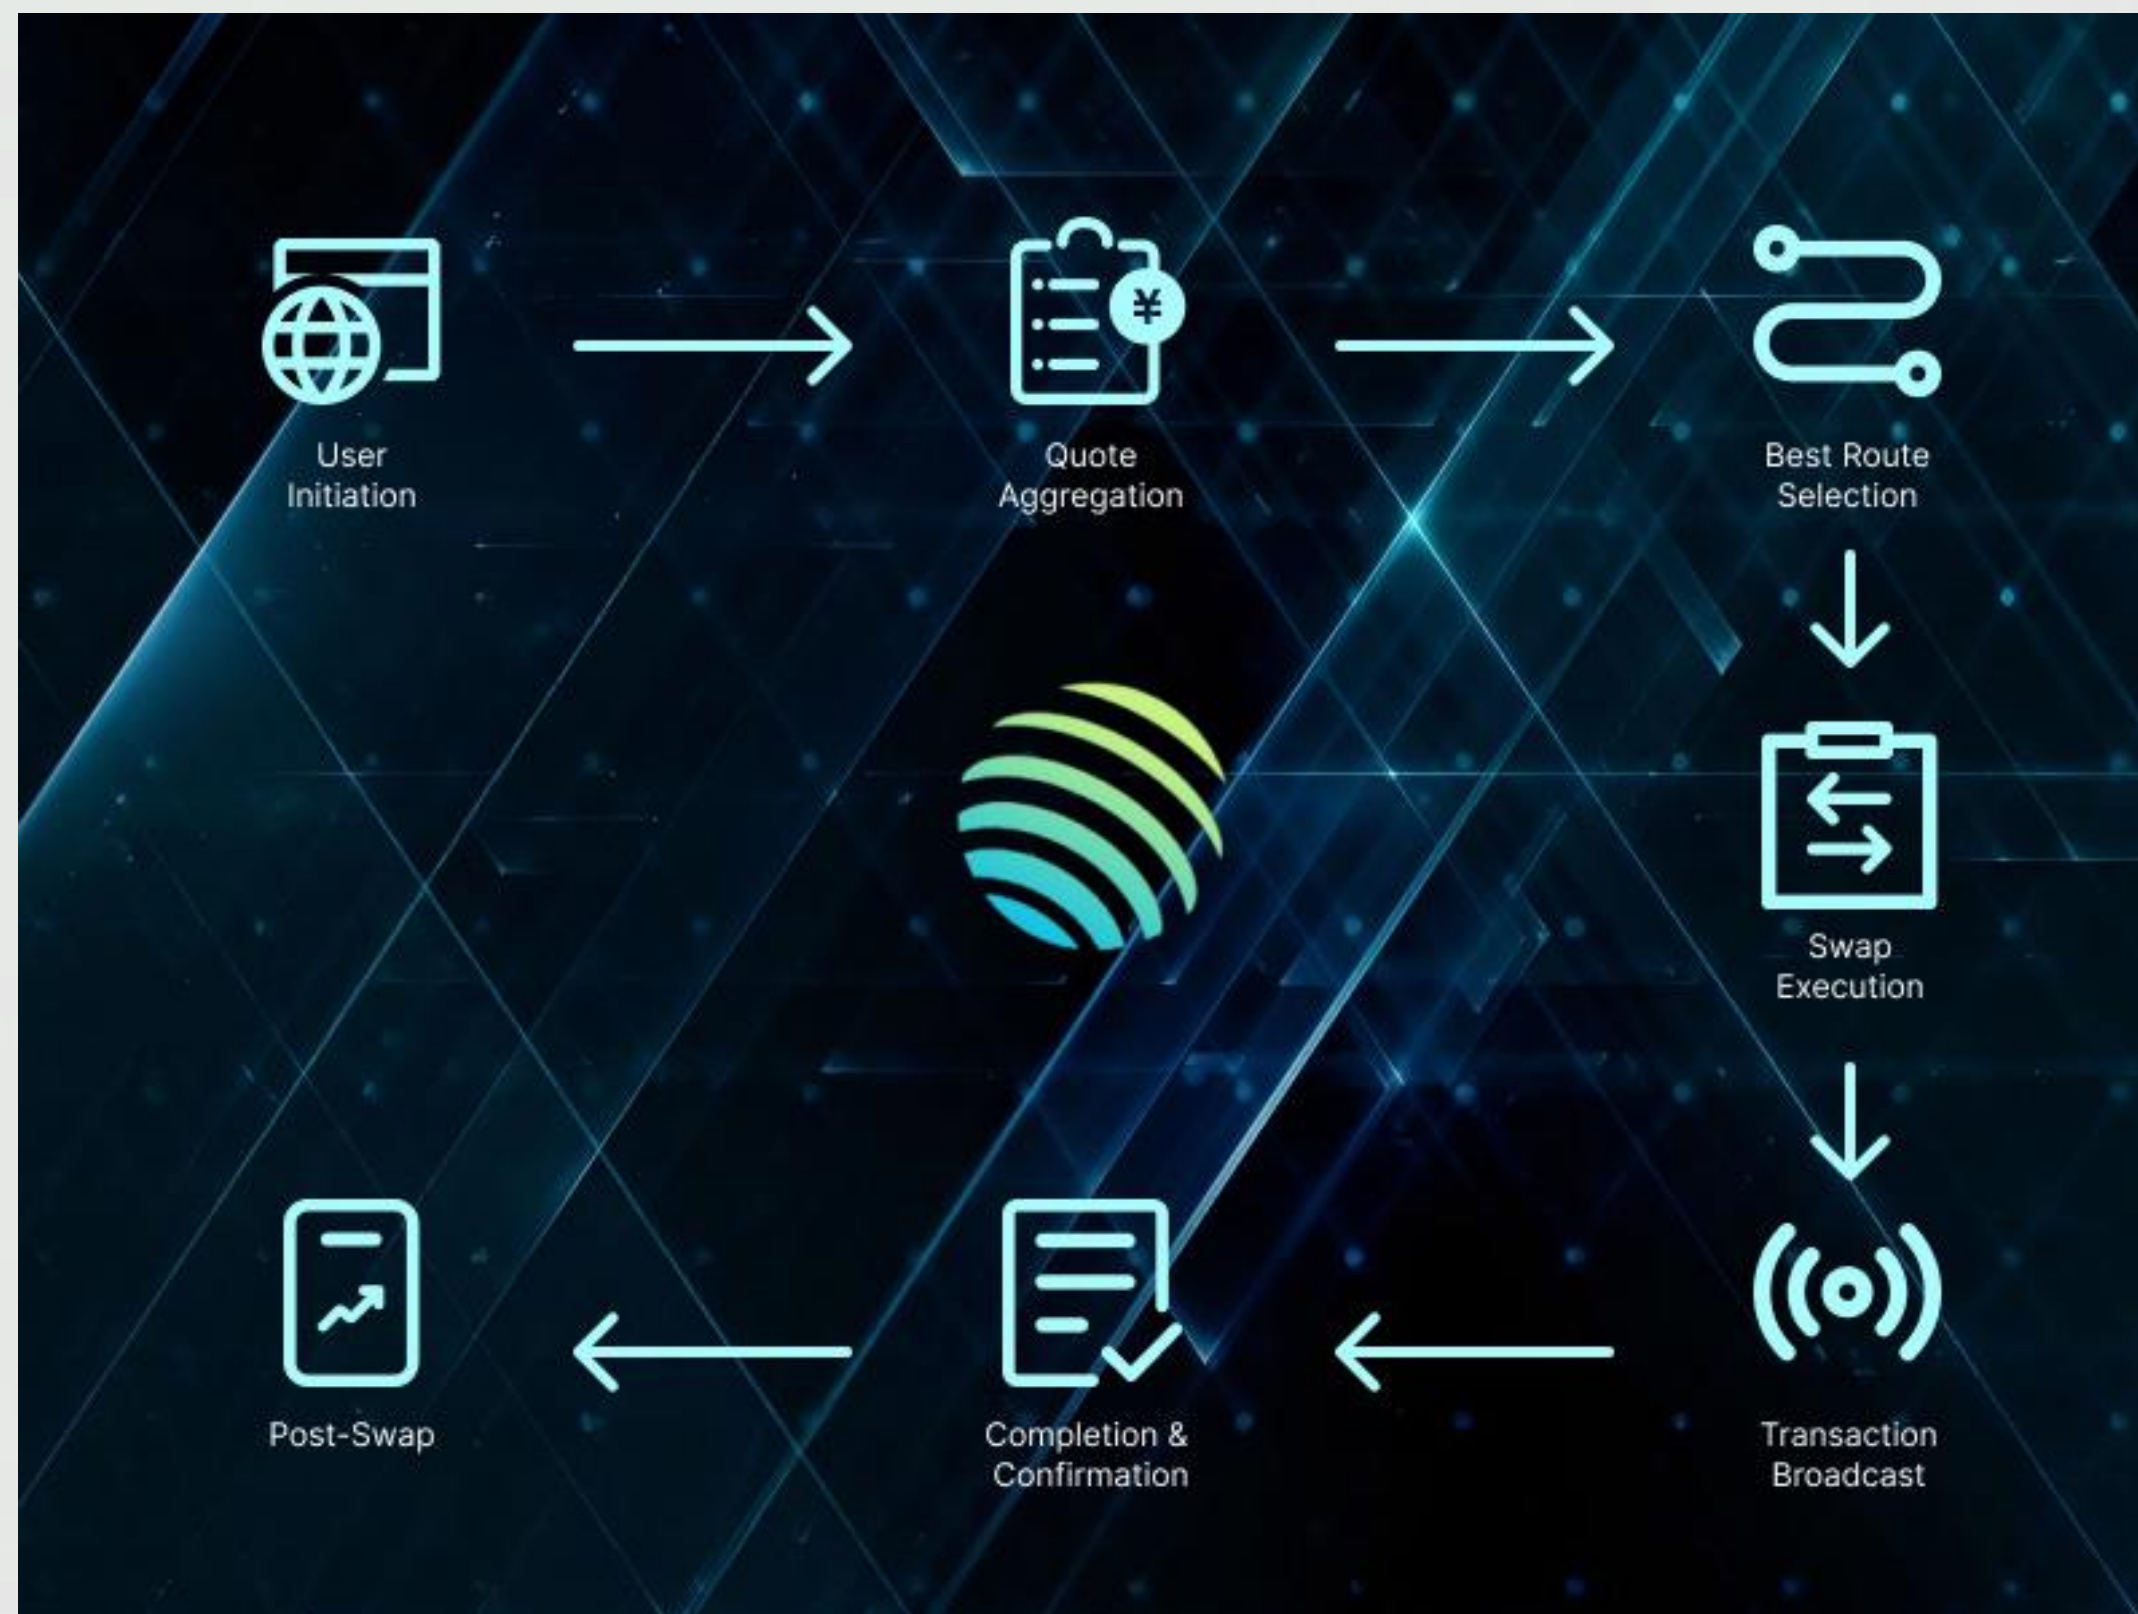 User
Initiation
¥
Quote
Aggregation
Best Route
Selection
Swap
Execution
Transaction
Broadcast
Completion &
Confirmation
Post-Swap